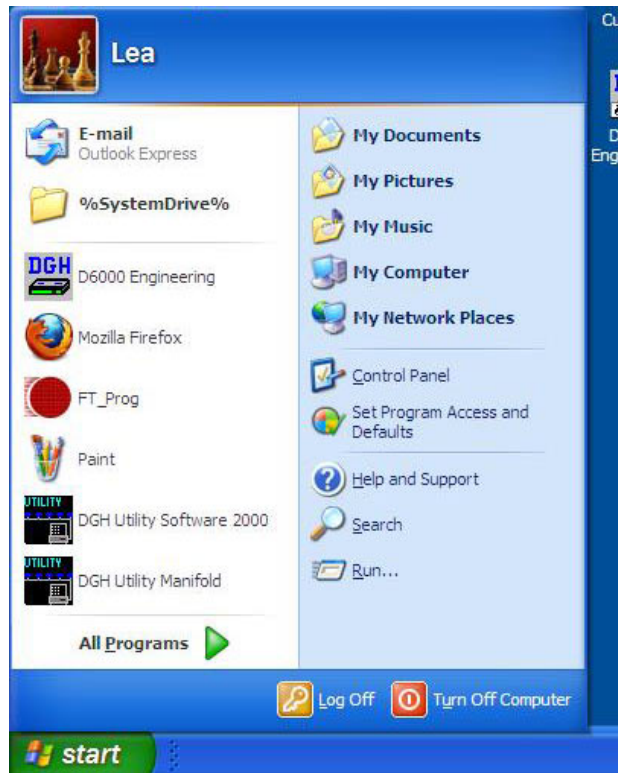 Lea
E-mail
Outlook Express
%SystemDrive%
DGH
D6000 Engineering
Mozilla Firefox
FT_Prog
Paint
UTILITY
DGH Utility Software 2000
UTILITY
DGH Utility Manifold
All Programs
My Documents
My Pictures
My Music
My Computer
My Network Places
Control Panel
Set Program Access and
Defaults
Help and Support
Search
Run...
Log Off
Turn Off Computer
start
Cu
D
Eng